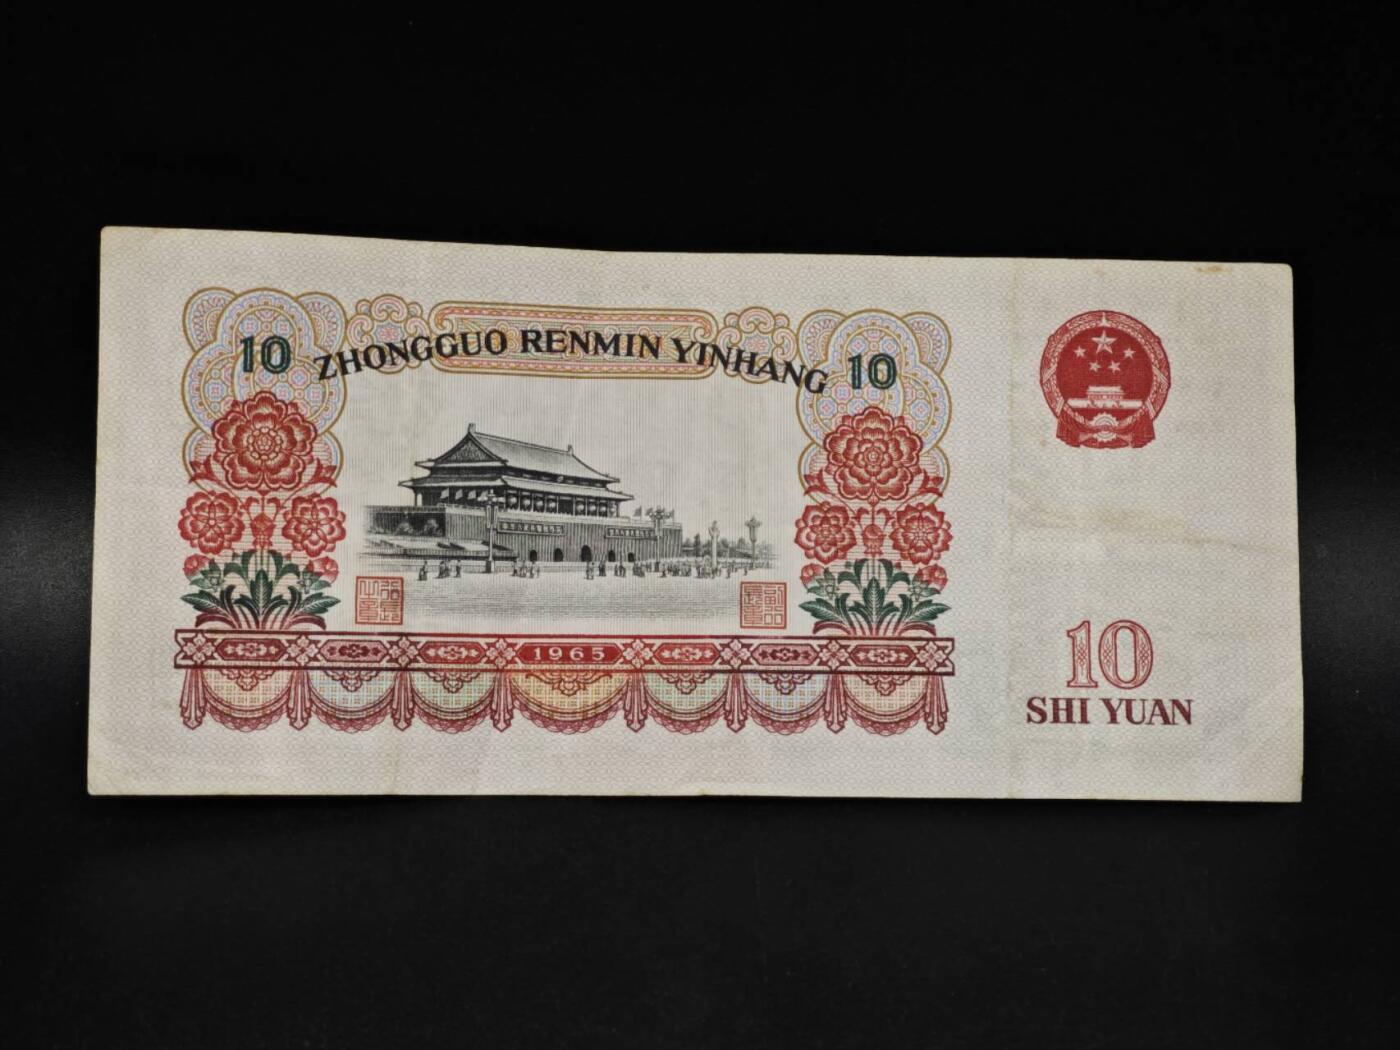 10 ZHONGGUO RENMIN YINHANG 10
1965
10
SHI YUAN